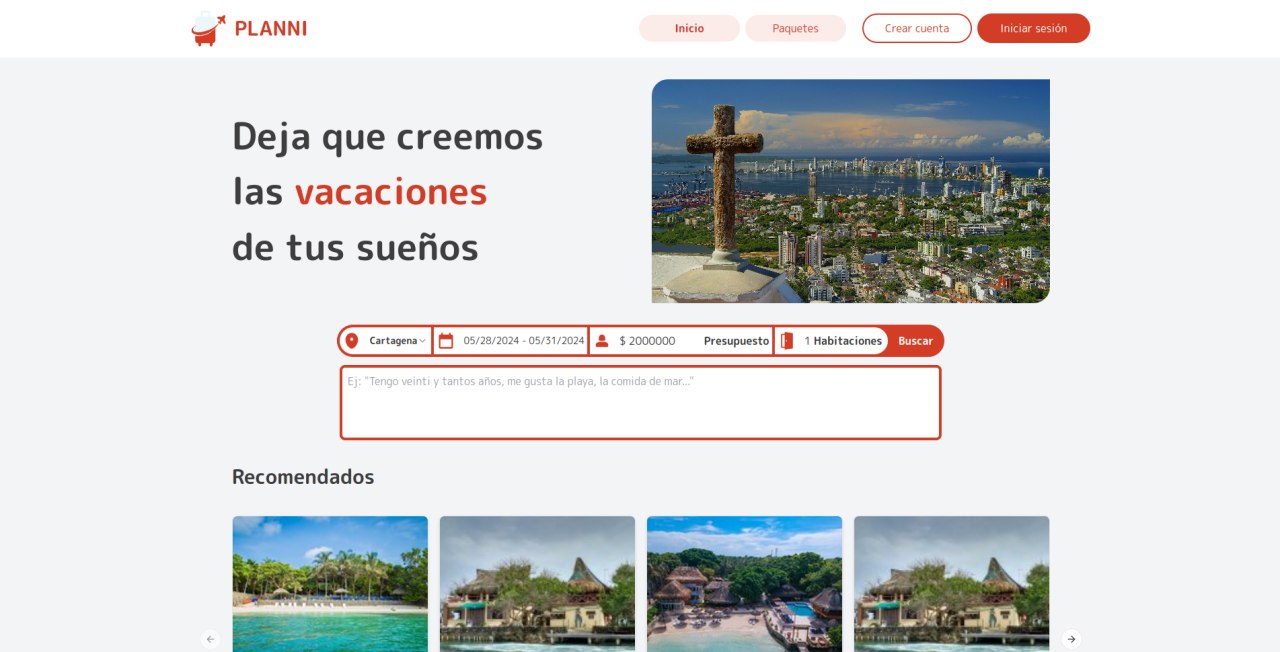 PLANNI
Inicio
Paquetes
Crear cuenta
Iniciar sesión
Deja que creemos
las vacaciones
de tus sueños
Cartagena
05/28/2024 - 05/31/2024
$ 2000000 Presupuesto
1 Habitaciones
Buscar
Ej: "Tengo veinti y tantos años, me gusta la playa, la comida de mar..."
Recomendados